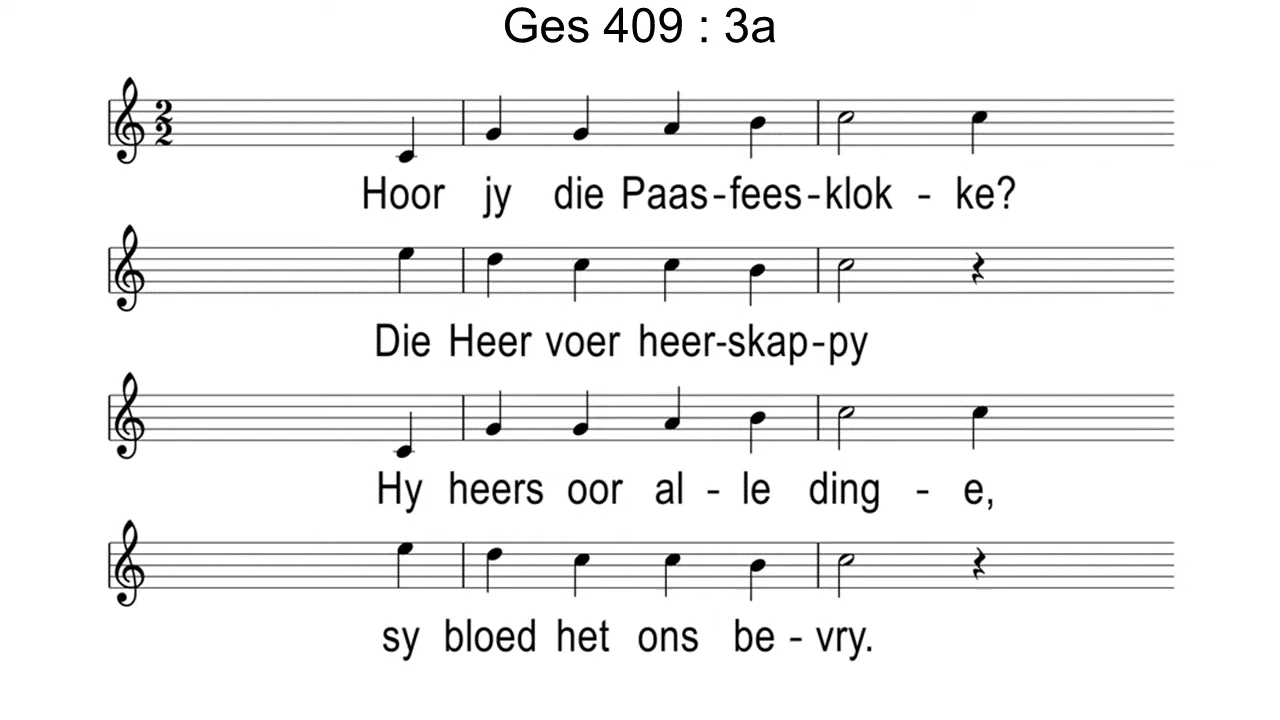 Ges 409 : 3a
Hoor jy die Paas-fees-klok - ke?
Die Heer voer heer-skap-py
Hy heers oor al - le ding - e,
sy bloed het ons be - vry.